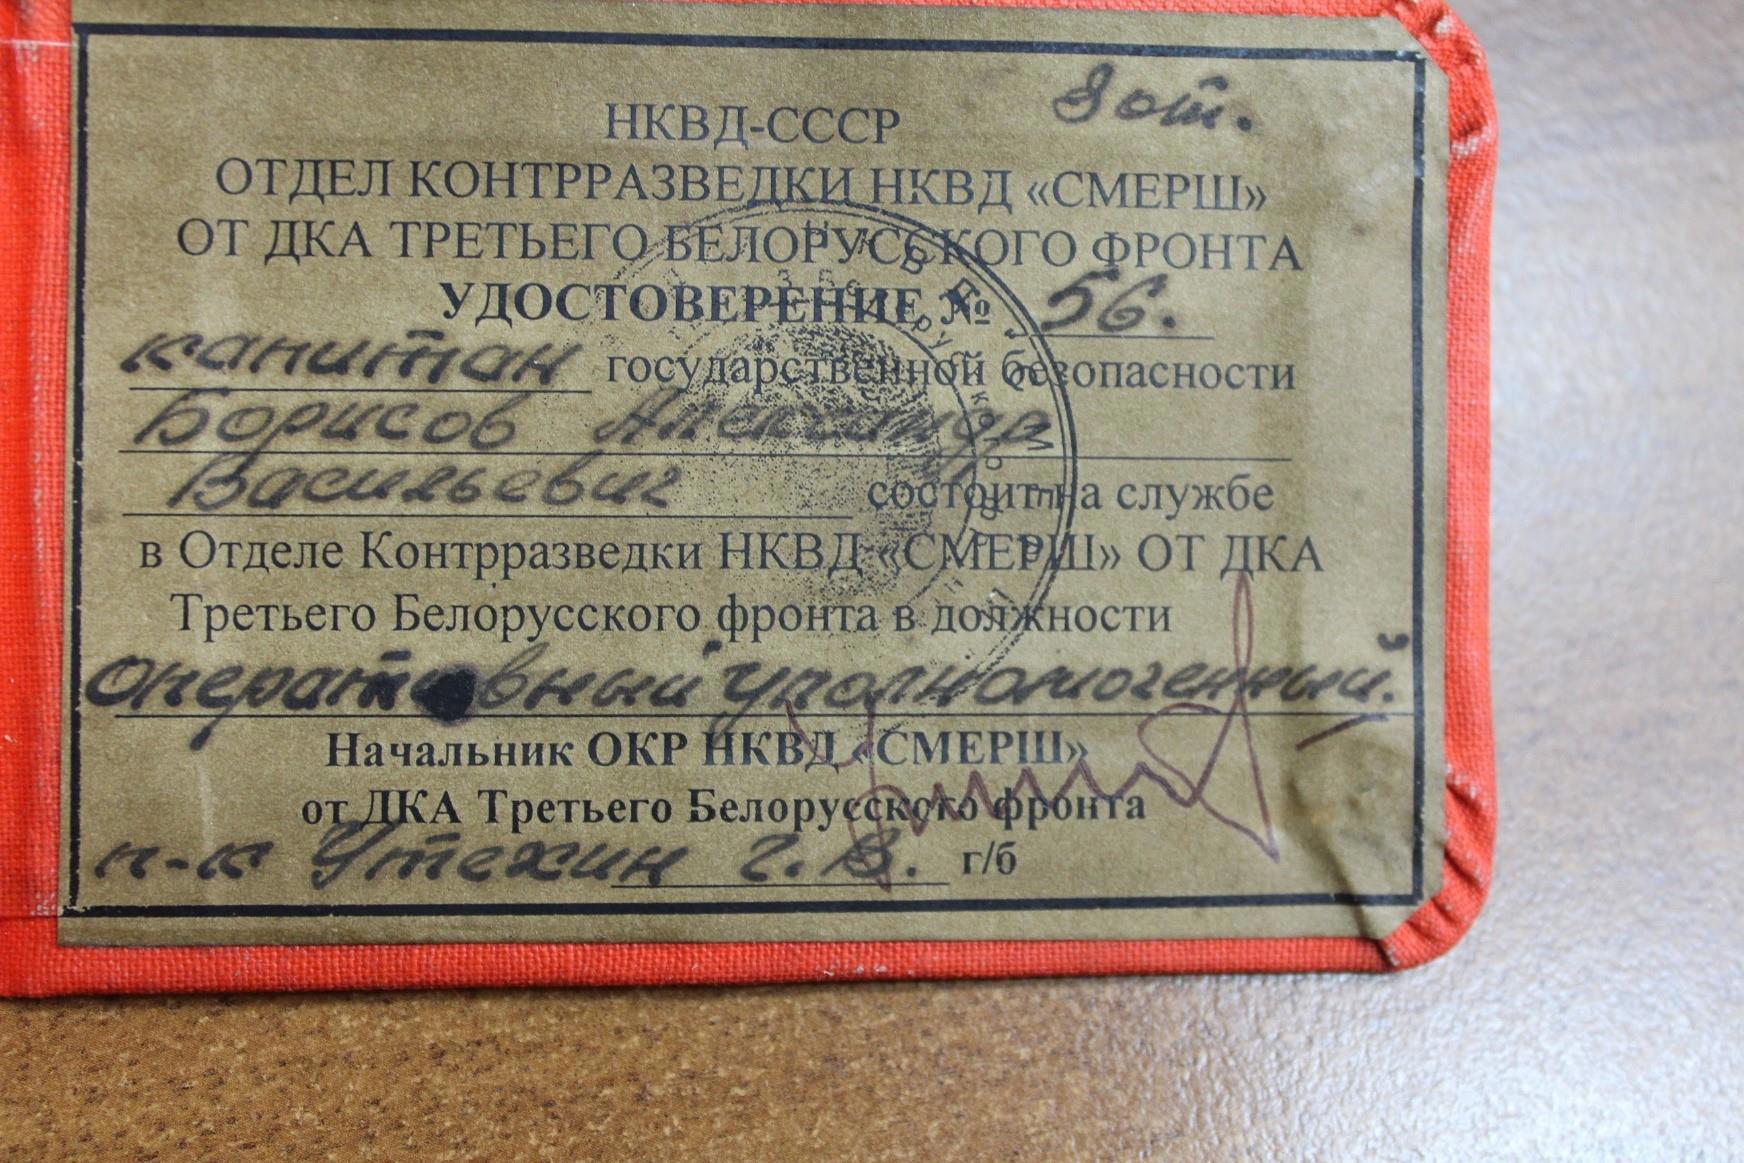 8 от.
НКВД-СССР
ОТДЕЛ КОНТРРАЗВЕДКИ НКВД «СМЕРШ»
ОТ ДКА ТРЕТЬЕГО БЕЛОРУССКОГО ФРОНТА
УДОСТОВЕРЕНИЕ № 56.
капитан государственной безопасности
Борисов Александр
Васильевич состоит на службе
в Отделе Контрразведки НКВД «СМЕРШ» ОТ ДКА
Третьего Белорусского фронта в должности
оперативный уполномоченный.
Начальник ОКР НКВД «СМЕРШ»
от ДКА Третьего Белорусского фронта
п-к Утехин Г. В. г/б